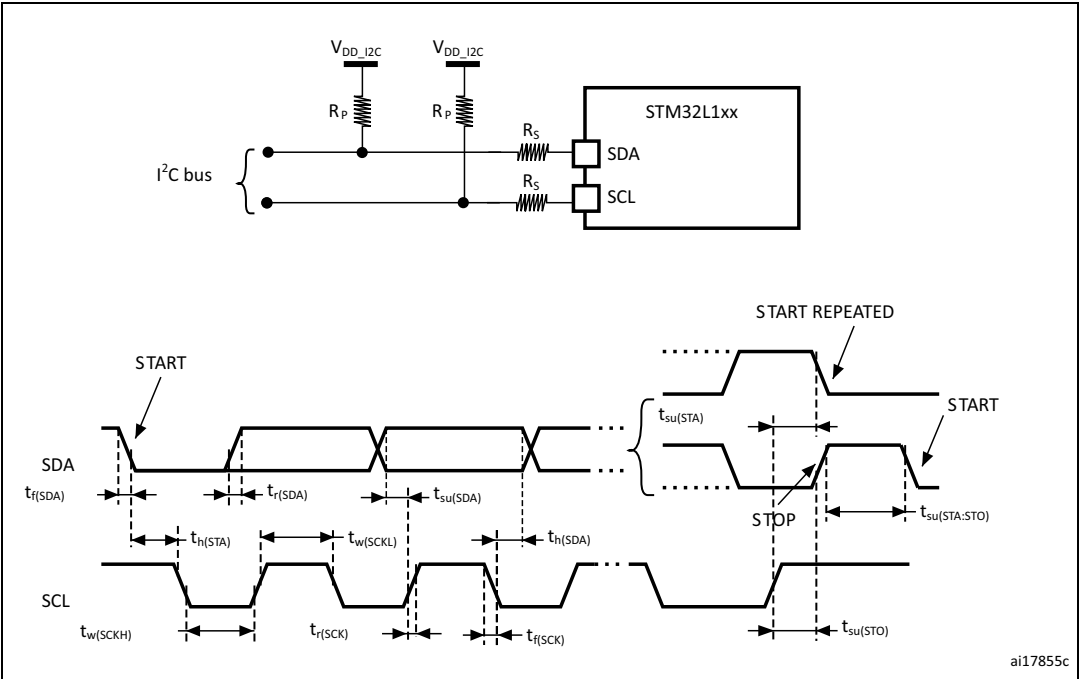 V_DD_I2C V_DD_I2C
R_P R_P
STM32L1xx
R_S
SDA
I²C bus
R_S
SCL
START REPEATED
START
START
t_su(STA)
SDA
t_f(SDA) t_r(SDA) t_su(SDA)
STOP t_su(STA:STO)
t_h(STA) t_w(SCKL) t_h(SDA)
SCL
t_w(SCKH) t_r(SCK) t_f(SCK) t_su(STO)
ai17855c